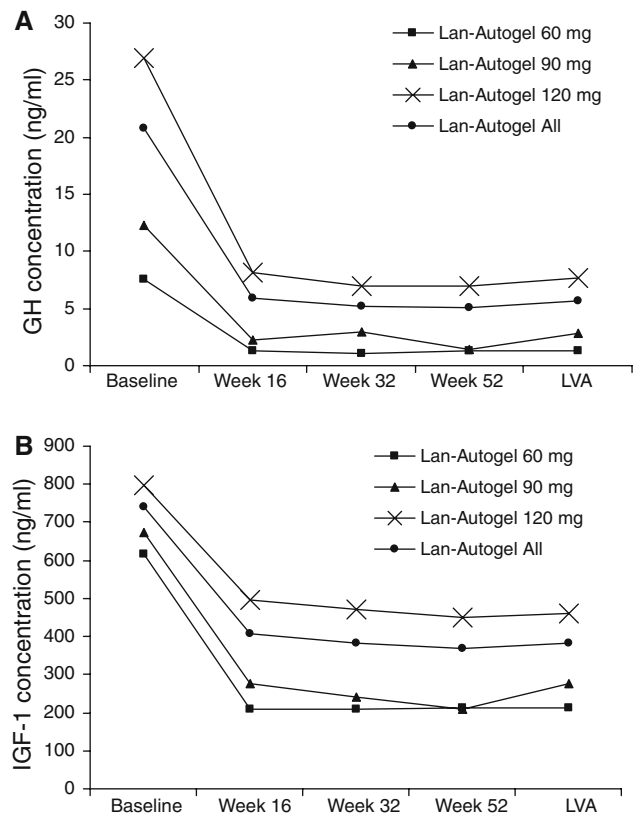 A
30
25
20
15
10
5
0
GH concentration (ng/ml)
Lan-Autogel 60 mg
Lan-Autogel 90 mg
Lan-Autogel 120 mg
Lan-Autogel All
Baseline Week 16 Week 32 Week 52 LVA
B
900
800
700
600
500
400
300
200
100
0
IGF-1 concentration (ng/ml)
Lan-Autogel 60 mg
Lan-Autogel 90 mg
Lan-Autogel 120 mg
Lan-Autogel All
Baseline Week 16 Week 32 Week 52 LVA